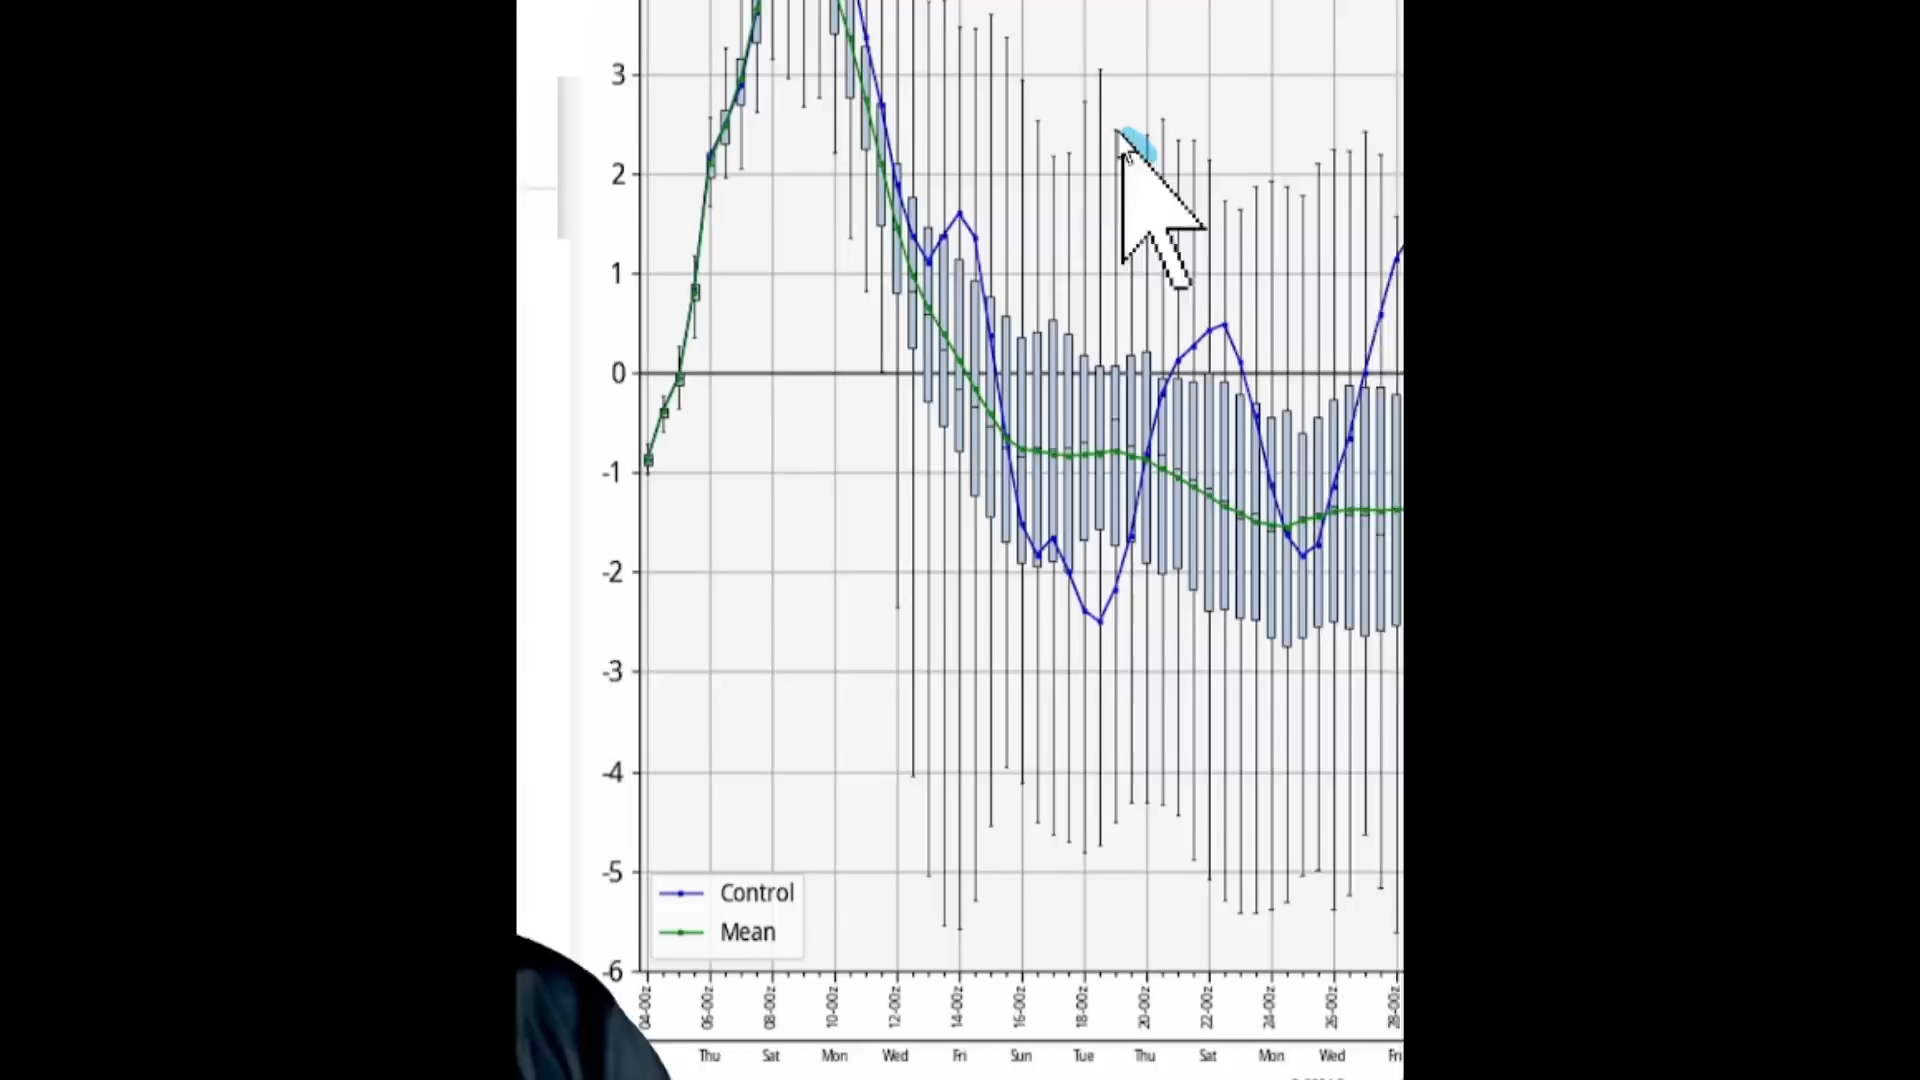 3
2
1
0
-1
-2
-3
-4
-5
-6
Control
Mean
04-00z 06-00z 08-00z 10-00z 12-00z 14-00z 16-00z 18-00z 20-00z 22-00z 24-00z 26-00z 28-00z
Thu Sat Mon Wed Fri Sun Tue Thu Sat Mon Wed Fri